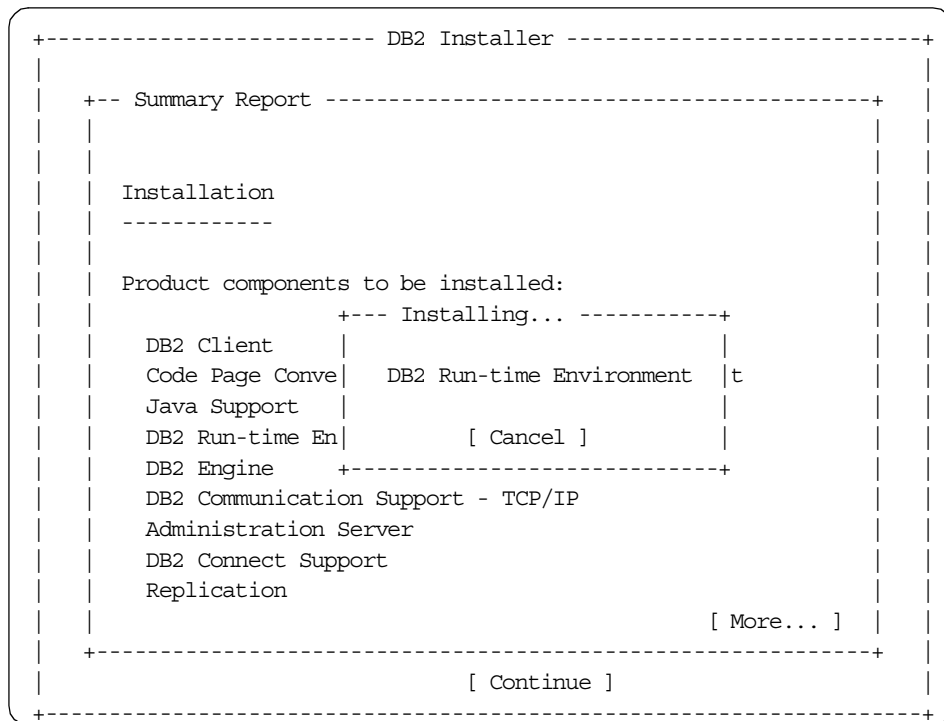 +-------------------------- DB2 Installer ----------------------------+
|                                                                     |
|   +-- Summary Report -------------------------------------------+   |
|   |                                                             |   |
|   |                                                             |   |
|   |  Installation                                               |   |
|   |  ------------                                               |   |
|   |                                                             |   |
|   |  Product components to be installed:                        |   |
|   |                    +--- Installing... -----------+          |   |
|   |    DB2 Client      |                             |          |   |
|   |    Code Page Conve|   DB2 Run-time Environment  |t          |   |
|   |    Java Support    |                             |          |   |
|   |    DB2 Run-time En|         [ Cancel ]          |           |   |
|   |    DB2 Engine      +-----------------------------+          |   |
|   |    DB2 Communication Support - TCP/IP                       |   |
|   |    Administration Server                                    |   |
|   |    DB2 Connect Support                                      |   |
|   |    Replication                                              |   |
|   |                                                 [ More... ] |   |
|   +-------------------------------------------------------------+   |
|                                 [ Continue ]                        |
+---------------------------------------------------------------------+